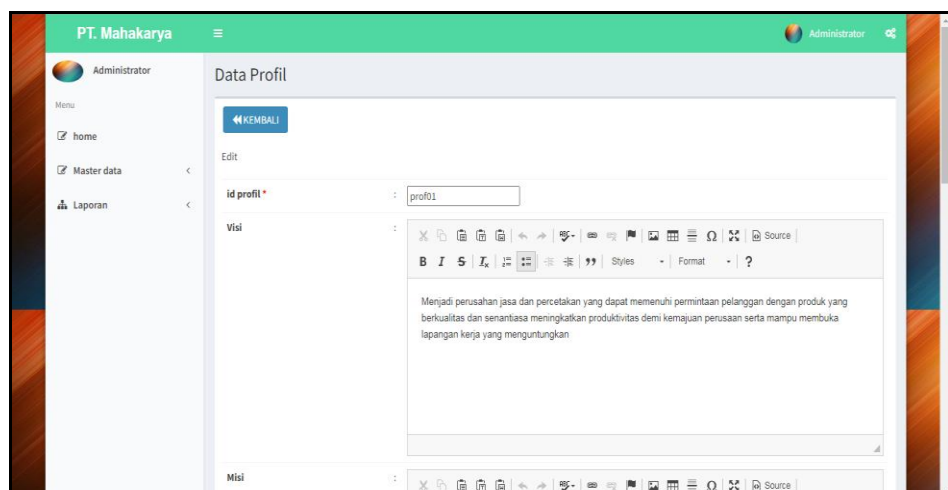 PT. Mahakarya
Administrator
Administrator
Data Profil
Menu
KEMBALI
home
Edit
Master data
id profil * : prof01
Laporan
Visi :
Source
B I S Tx Styles Format ?
Menjadi perusahan jasa dan percetakan yang dapat memenuhi permintaan pelanggan dengan produk yang
berkualitas dan senantiasa meningkatkan produktivitas demi kemajuan perusaan serta mampu membuka
lapangan kerja yang menguntungkan
Misi :
Source